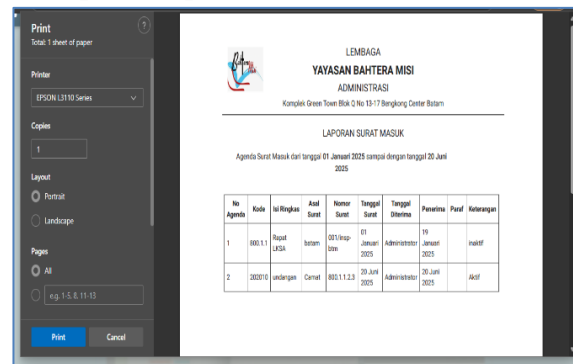 Print
?
Total: 1 sheet of paper
Printer
EPSON L3110 Series
Copies
1
Layout
Portrait
Landscape
Pages
All
e.g. 1-5, 8, 11-13
Print Cancel
LEMBAGA
YAYASAN BAHTERA MISI
ADMINISTRASI
Komplek Green Town Blok Q No 13-17 Bengkong Center Batam
LAPORAN SURAT MASUK
Agenda Surat Masuk dari tanggal 01 Januari 2025 sampai dengan tanggal 20 Juni
2025
No Agenda Kode Isi Ringkas Asal Surat Nomor Surat Tanggal Surat Tanggal Diterima Penerima Paraf Keterangan
1 800.1.1 Rapat LKSA batam 001/insp-btm 01 Januari 2025 Administrator 19 Januari 2025 inaktif
2 202010 undangan Camat 800.1.1.2.3 20 Juni 2025 Administrator 20 Juni 2025 Aktif